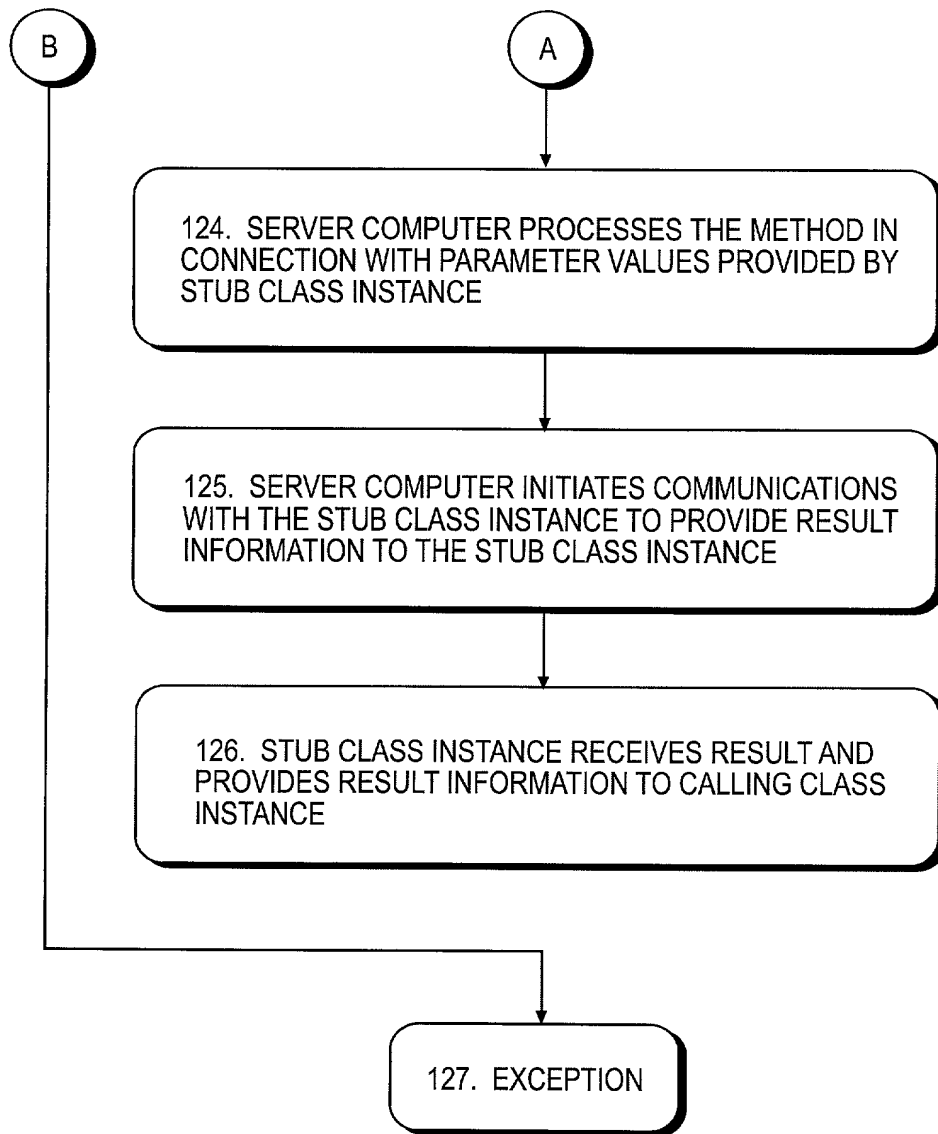 B
A
124. SERVER COMPUTER PROCESSES THE METHOD IN
CONNECTION WITH PARAMETER VALUES PROVIDED BY
STUB CLASS INSTANCE
125. SERVER COMPUTER INITIATES COMMUNICATIONS
WITH THE STUB CLASS INSTANCE TO PROVIDE RESULT
INFORMATION TO THE STUB CLASS INSTANCE
126. STUB CLASS INSTANCE RECEIVES RESULT AND
PROVIDES RESULT INFORMATION TO CALLING CLASS
INSTANCE
127. EXCEPTION